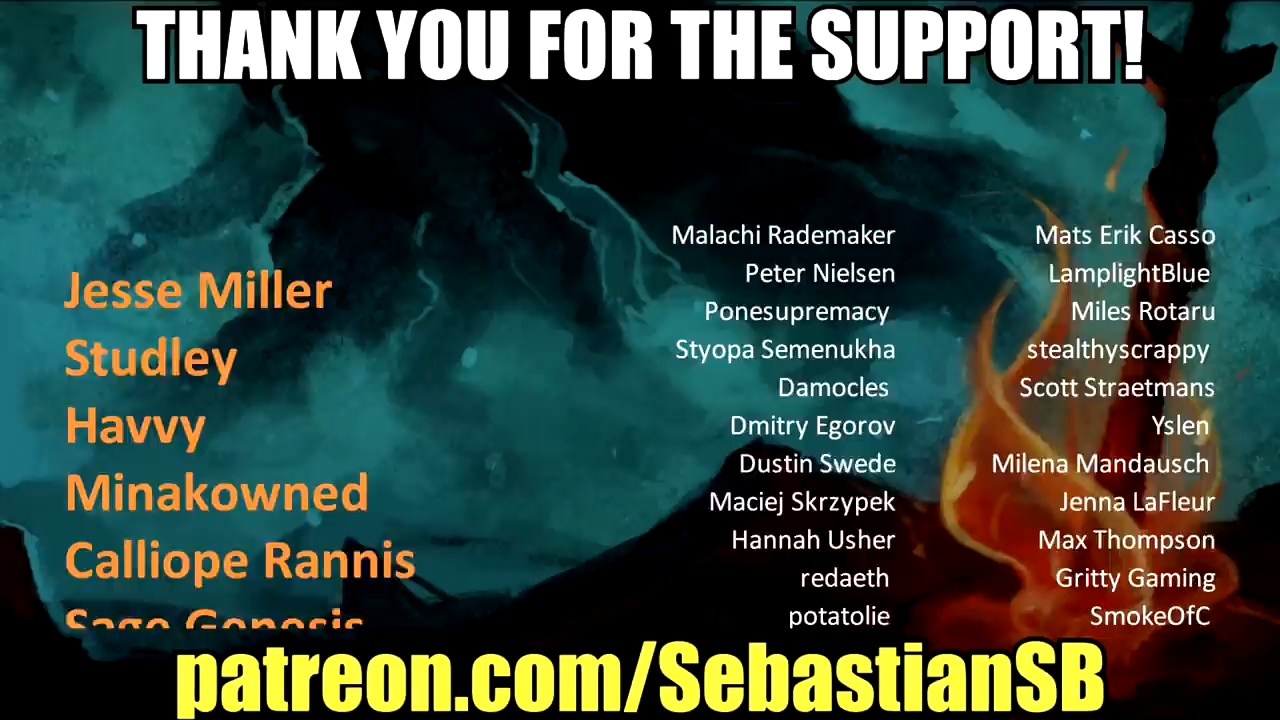 THANK YOU FOR THE SUPPORT!
Jesse Miller
Studley
Havvy
Minakowned
Calliope Rannis
Sage Genesis
Malachi Rademaker
Peter Nielsen
Ponesupremacy
Styopa Semenukha
Damocles
Dmitry Egorov
Dustin Swede
Maciej Skrzypek
Hannah Usher
redaeth
potatolie
Mats Erik Casso
LamplightBlue
Miles Rotaru
stealthyscrappy
Scott Straetmans
Yslen
Milena Mandausch
Jenna LaFleur
Max Thompson
Gritty Gaming
SmokeOfC
patreon.com/SebastianSB